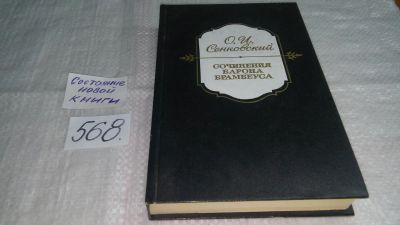 Состояние
новой
книги
568.
О. И.
Сенковский
СОЧИНЕНИЯ
БАРОНА
БРАМБЕУСА